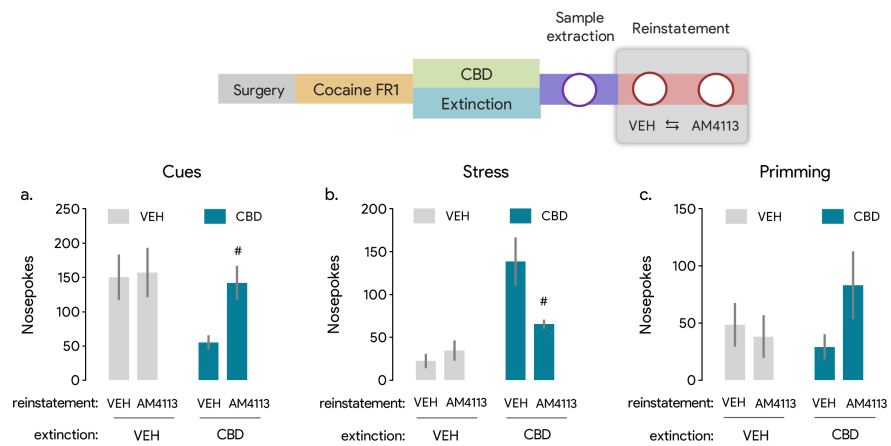 Sample
extraction
Reinstatement
Surgery
Cocaine FR1
CBD
Extinction
VEH ⇆ AM4113
Cues
a.
250
200
150
100
50
0
Nosepokes
VEH
CBD
#
reinstatement: VEH AM4113 VEH AM4113
extinction: VEH CBD
Stress
b.
200
150
100
50
0
Nosepokes
VEH
CBD
#
reinstatement: VEH AM4113 VEH AM4113
extinction: VEH CBD
Primming
c.
150
100
50
0
Nosepokes
VEH
CBD
reinstatement: VEH AM4113 VEH AM4113
extinction: VEH CBD